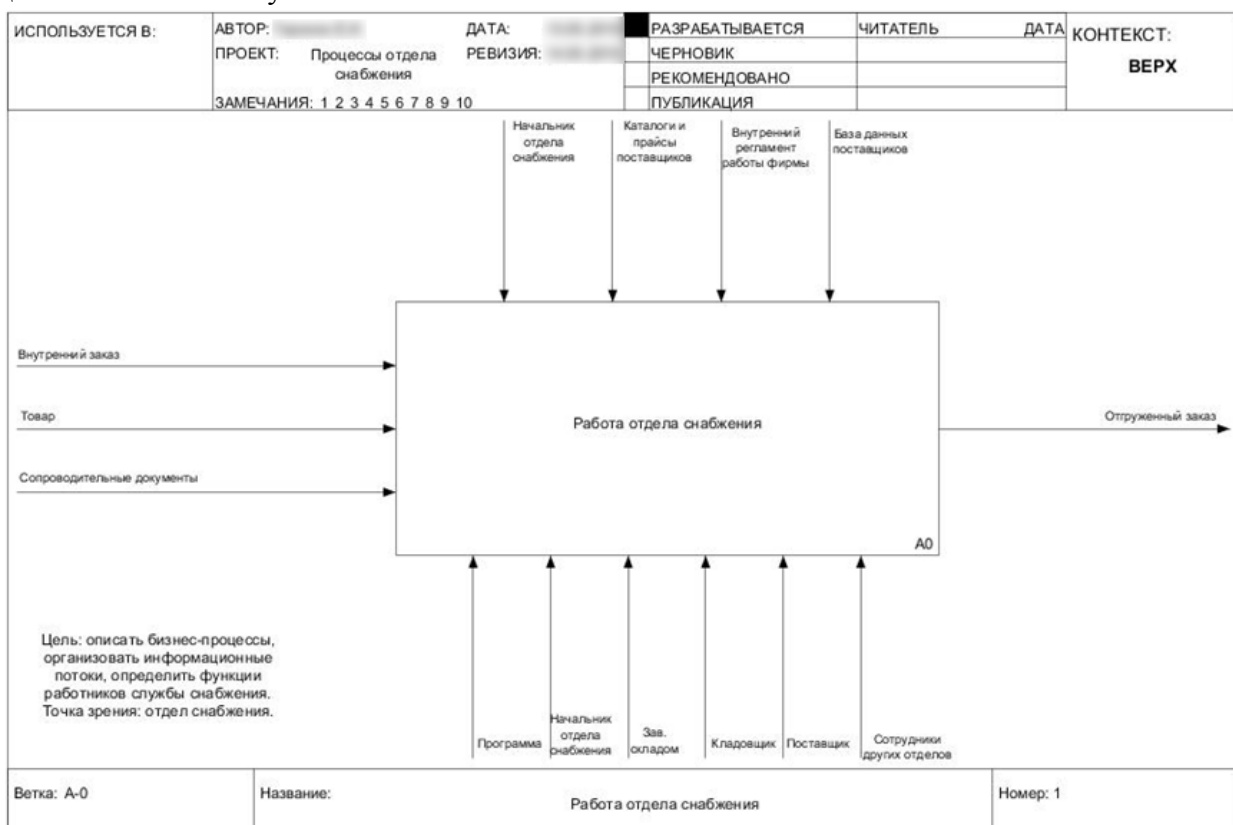 ИСПОЛЬЗУЕТСЯ В:
АВТОР:
ДАТА:
ПРОЕКТ: Процессы отдела
снабжения
РЕВИЗИЯ:
ЗАМЕЧАНИЯ: 1 2 3 4 5 6 7 8 9 10
РАЗРАБАТЫВАЕТСЯ
ЧЕРНОВИК
РЕКОМЕНДОВАНО
ПУБЛИКАЦИЯ
ЧИТАТЕЛЬ
ДАТА
КОНТЕКСТ:
ВЕРХ
Начальник
отдела
снабжения
Каталоги и
прайсы
поставщиков
Внутренний
регламент
работы фирмы
База данных
поставщиков
Внутренний заказ
Товар
Сопроводительные документы
Работа отдела снабжения
A0
Отгруженный заказ
Цель: описать бизнес-процессы,
организовать информационные
потоки, определить функции
работников службы снабжения.
Точка зрения: отдел снабжения.
Программа
Начальник
отдела
снабжения
Зав.
складом
Кладовщик
Поставщик
Сотрудники
других отделов
Ветка: A-0
Название:
Работа отдела снабжения
Номер: 1